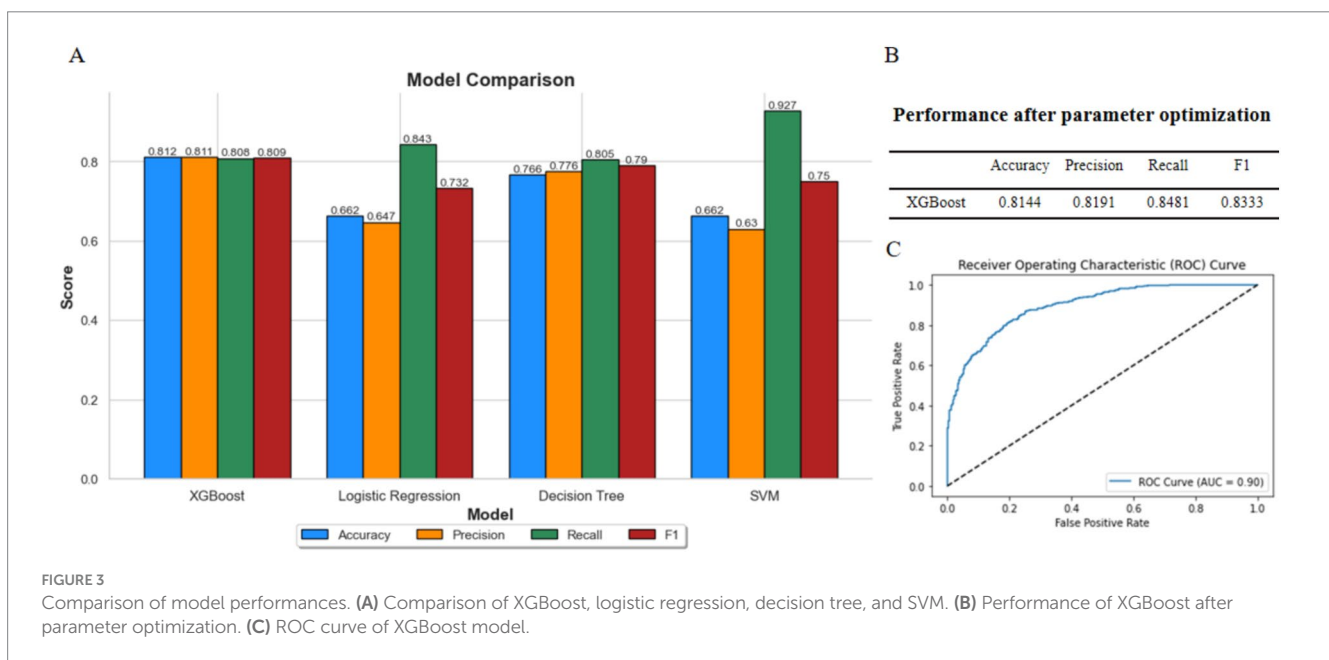 A
Model Comparison
Score
0.8
0.6
0.4
0.2
0.0
0.812 0.811 0.808 0.809
0.662 0.647 0.843 0.732
0.766 0.776 0.805 0.79
0.662 0.63 0.927 0.75
XGBoost Logistic Regression Decision Tree SVM
Model
Accuracy Precision Recall F1
B
Performance after parameter optimization
Accuracy Precision Recall F1
XGBoost 0.8144 0.8191 0.8481 0.8333
C
Receiver Operating Characteristic (ROC) Curve
True Positive Rate
1.0
0.8
0.6
0.4
0.2
0.0
ROC Curve (AUC = 0.90)
0.0 0.2 0.4 0.6 0.8 1.0
False Positive Rate
FIGURE 3
Comparison of model performances. (A) Comparison of XGBoost, logistic regression, decision tree, and SVM. (B) Performance of XGBoost after
parameter optimization. (C) ROC curve of XGBoost model.